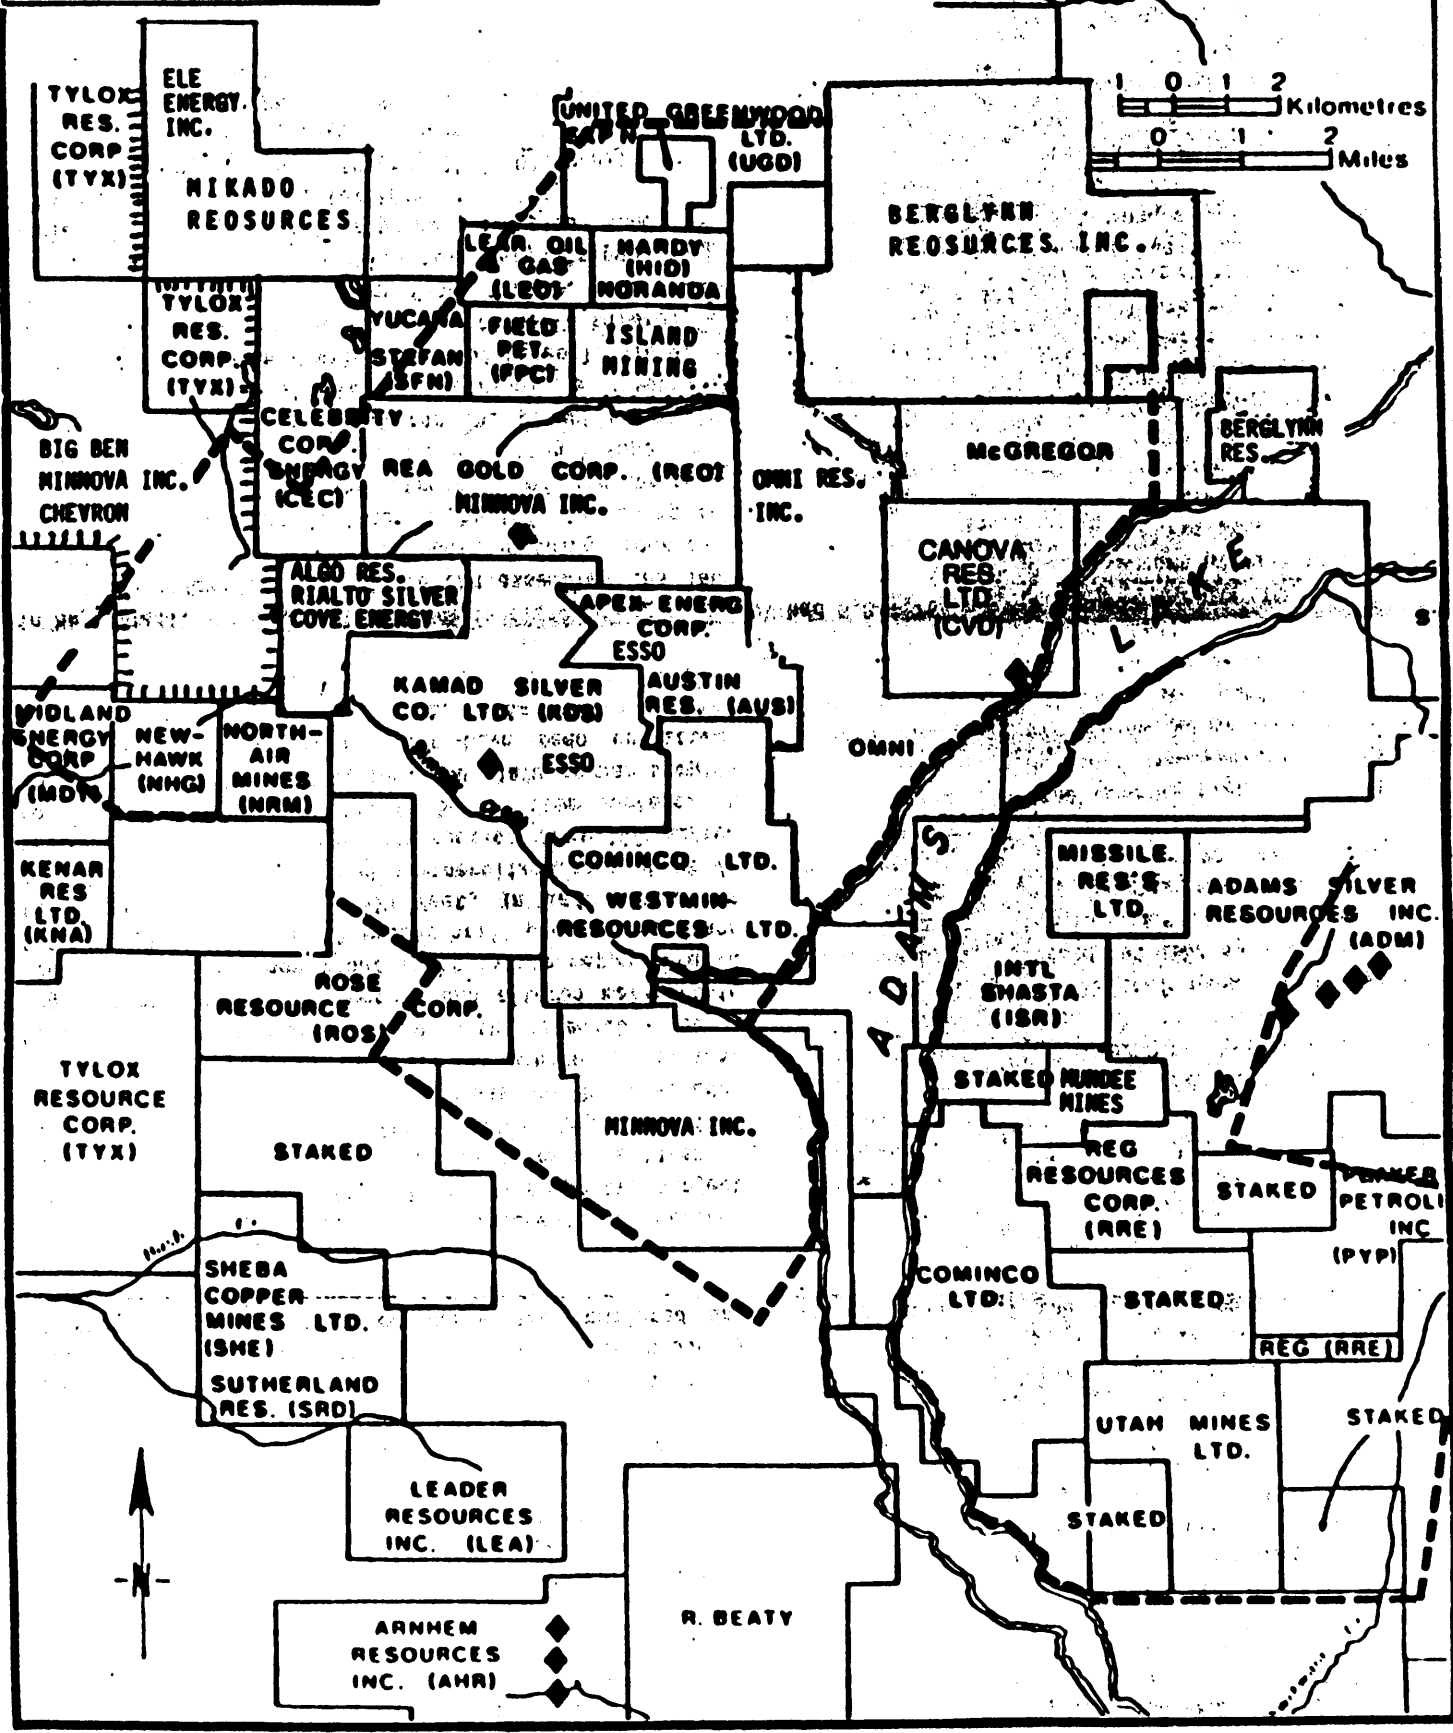 ELE
ENERGY
INC.
TYLOX
RES.
CORP
(TYX)
MIKADO
REOSURCES
UNITED GREENWOOD
LTD.
(UGD)
1 0 1 2
Kilometres
0 1 2
Miles
BERGLYNN
REOSURCES INC.
LEAR OIL
GAS
(LEO)
HARDY
(HID)
NORANDA
TYLOX
RES.
CORP.
(TYX)
YUCANA
STEFAN
(SFN)
FIELD
PET.
(FPC)
ISLAND
MINING
CELEBRITY
COR.
ENERGY
(CEC)
BIG BEN
MINNOVA INC.
CHEVRON
REA GOLD CORP. (REO)
MINNOVA INC.
OMNI RES.
INC.
McGREGOR
BERGLYNN
RES.
CANOVA
RES.
LTD
(CVD)
ALGO RES.
RIALTO SILVER
COVE ENERGY
APEX ENERG
CORP.
ESSO
KAMAD SILVER
CO. LTD. (KDS)
ESSO
AUSTIN
RES. (AUS)
OMNI
ADAMS LAKE
S
MIDLAND
ENERGY
CORP
(MDY)
NEW-
HAWK
(NHG)
NORTH-
AIR
MINES
(NRM)
COMINCO LTD.
WESTMIN
RESOURCES LTD.
MISSILE
RES'S
LTD.
ADAMS SILVER
RESOURCES INC.
(ADM)
KENAR
RES
LTD.
(KNA)
ROSE
RESOURCE CORP.
(ROS)
INTL
SHASTA
(ISR)
TYLOX
RESOURCE
CORP.
(TYX)
STAKED
MINNOVA INC.
STAKED
MUNDEE
MINES
REG
RESOURCES
CORP.
(RRE)
STAKED
PETROL
INC
(PYP)
SHEBA
COPPER
MINES LTD.
(SHE)
SUTHERLAND
RES. (SRD)
COMINCO
LTD.
STAKED
REG (RRE)
UTAH MINES
LTD.
STAKED
LEADER
RESOURCES
INC. (LEA)
STAKED
N
ARNHEM
RESOURCES
INC. (AHR)
R. BEATY